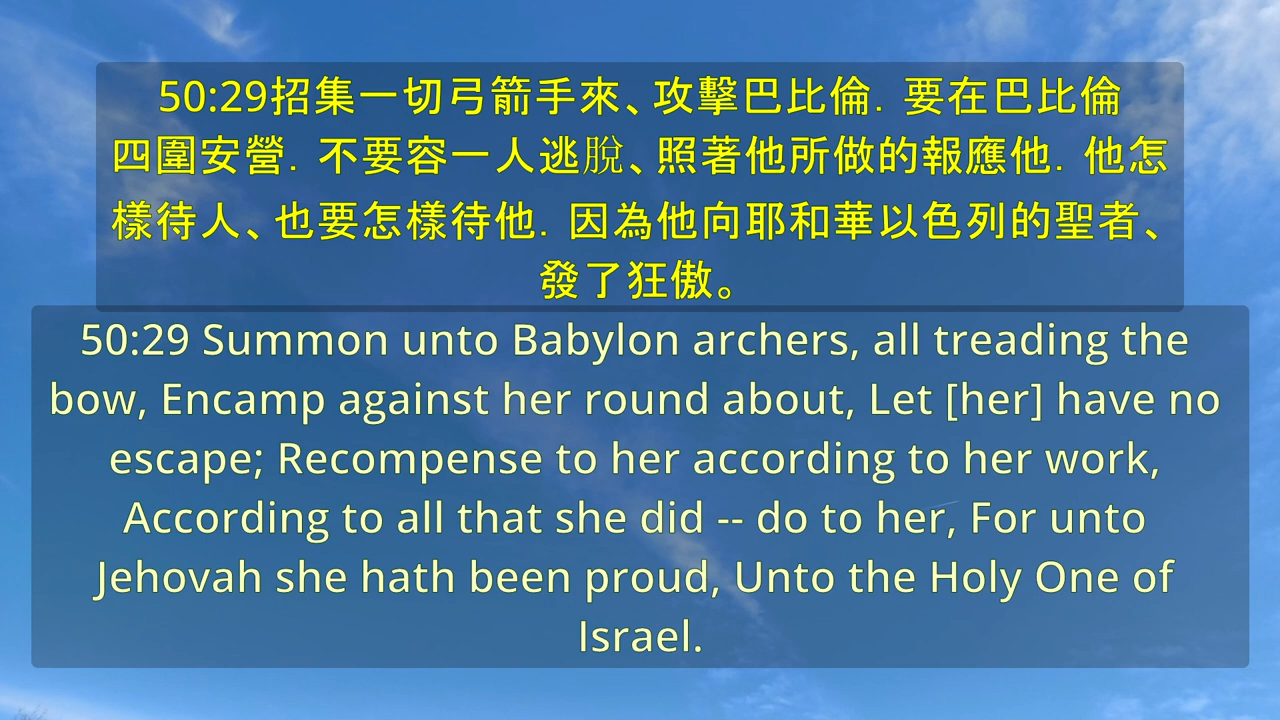 50:29招集一切弓箭手來、攻擊巴比倫．要在巴比倫
四圍安營．不要容一人逃脫、照著他所做的報應他．他怎
樣待人、也要怎樣待他．因為他向耶和華以色列的聖者、
發了狂傲。
50:29 Summon unto Babylon archers, all treading the
bow, Encamp against her round about, Let [her] have no
escape; Recompense to her according to her work,
According to all that she did -- do to her, For unto
Jehovah she hath been proud, Unto the Holy One of
Israel.